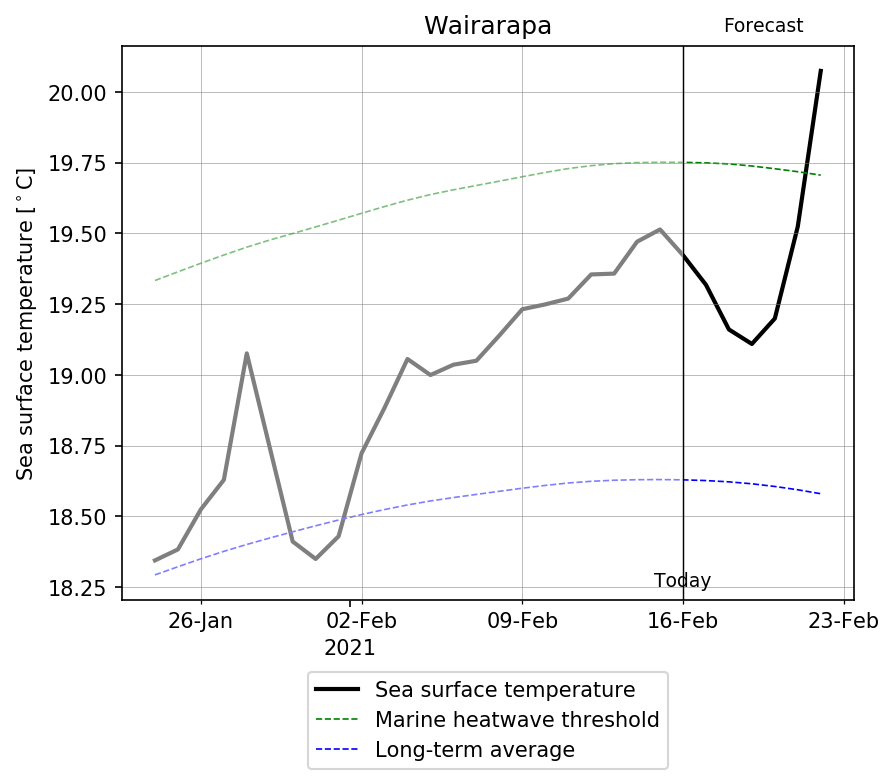 Wairarapa
Forecast
Sea surface temperature [°C]
20.00
19.75
19.50
19.25
19.00
18.75
18.50
18.25
Today
26-Jan
02-Feb
09-Feb
16-Feb
23-Feb
2021
Sea surface temperature
Marine heatwave threshold
Long-term average